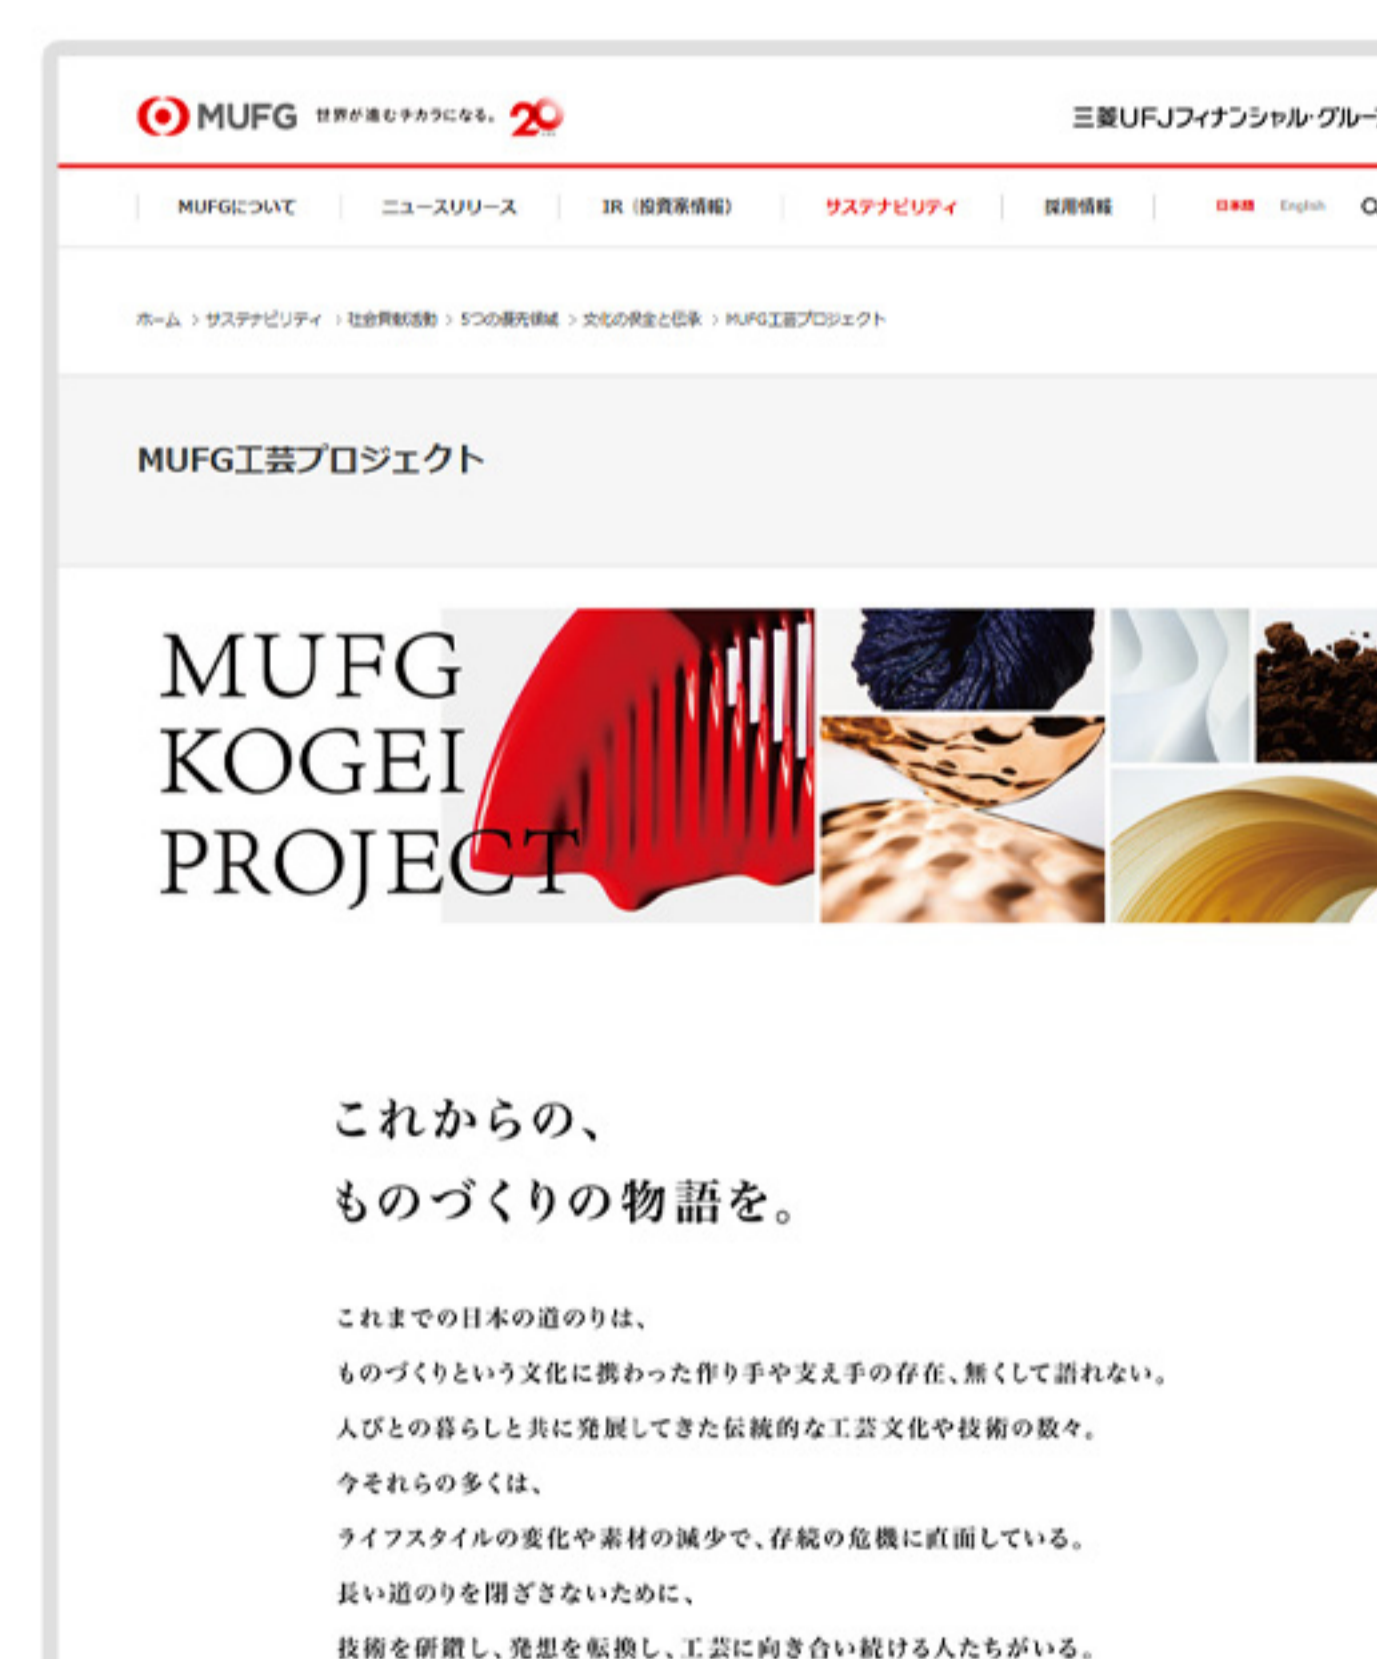 MUFG 世界が進むチカラになる。 20
三菱UFJフィナンシャル・グループ
MUFGについて ニュースリリース IR（投資家情報） サステナビリティ 採用情報 日本語 English
ホーム > サステナビリティ > 社会貢献活動 > 5つの優先領域 > 文化の保全と伝承 > MUFG工芸プロジェクト
MUFG工芸プロジェクト
MUFG
KOGEI
PROJECT
これからの、
ものづくりの物語を。
これまでの日本の道のりは、
ものづくりという文化に携わった作り手や支え手の存在、無くして語れない。
人びとの暮らしと共に発展してきた伝統的な工芸文化や技術の数々。
今それらの多くは、
ライフスタイルの変化や素材の減少で、存続の危機に直面している。
長い道のりを閉ざさないために、
技術を研鑽し、発想を転換し、工芸に向き合い続ける人たちがいる。